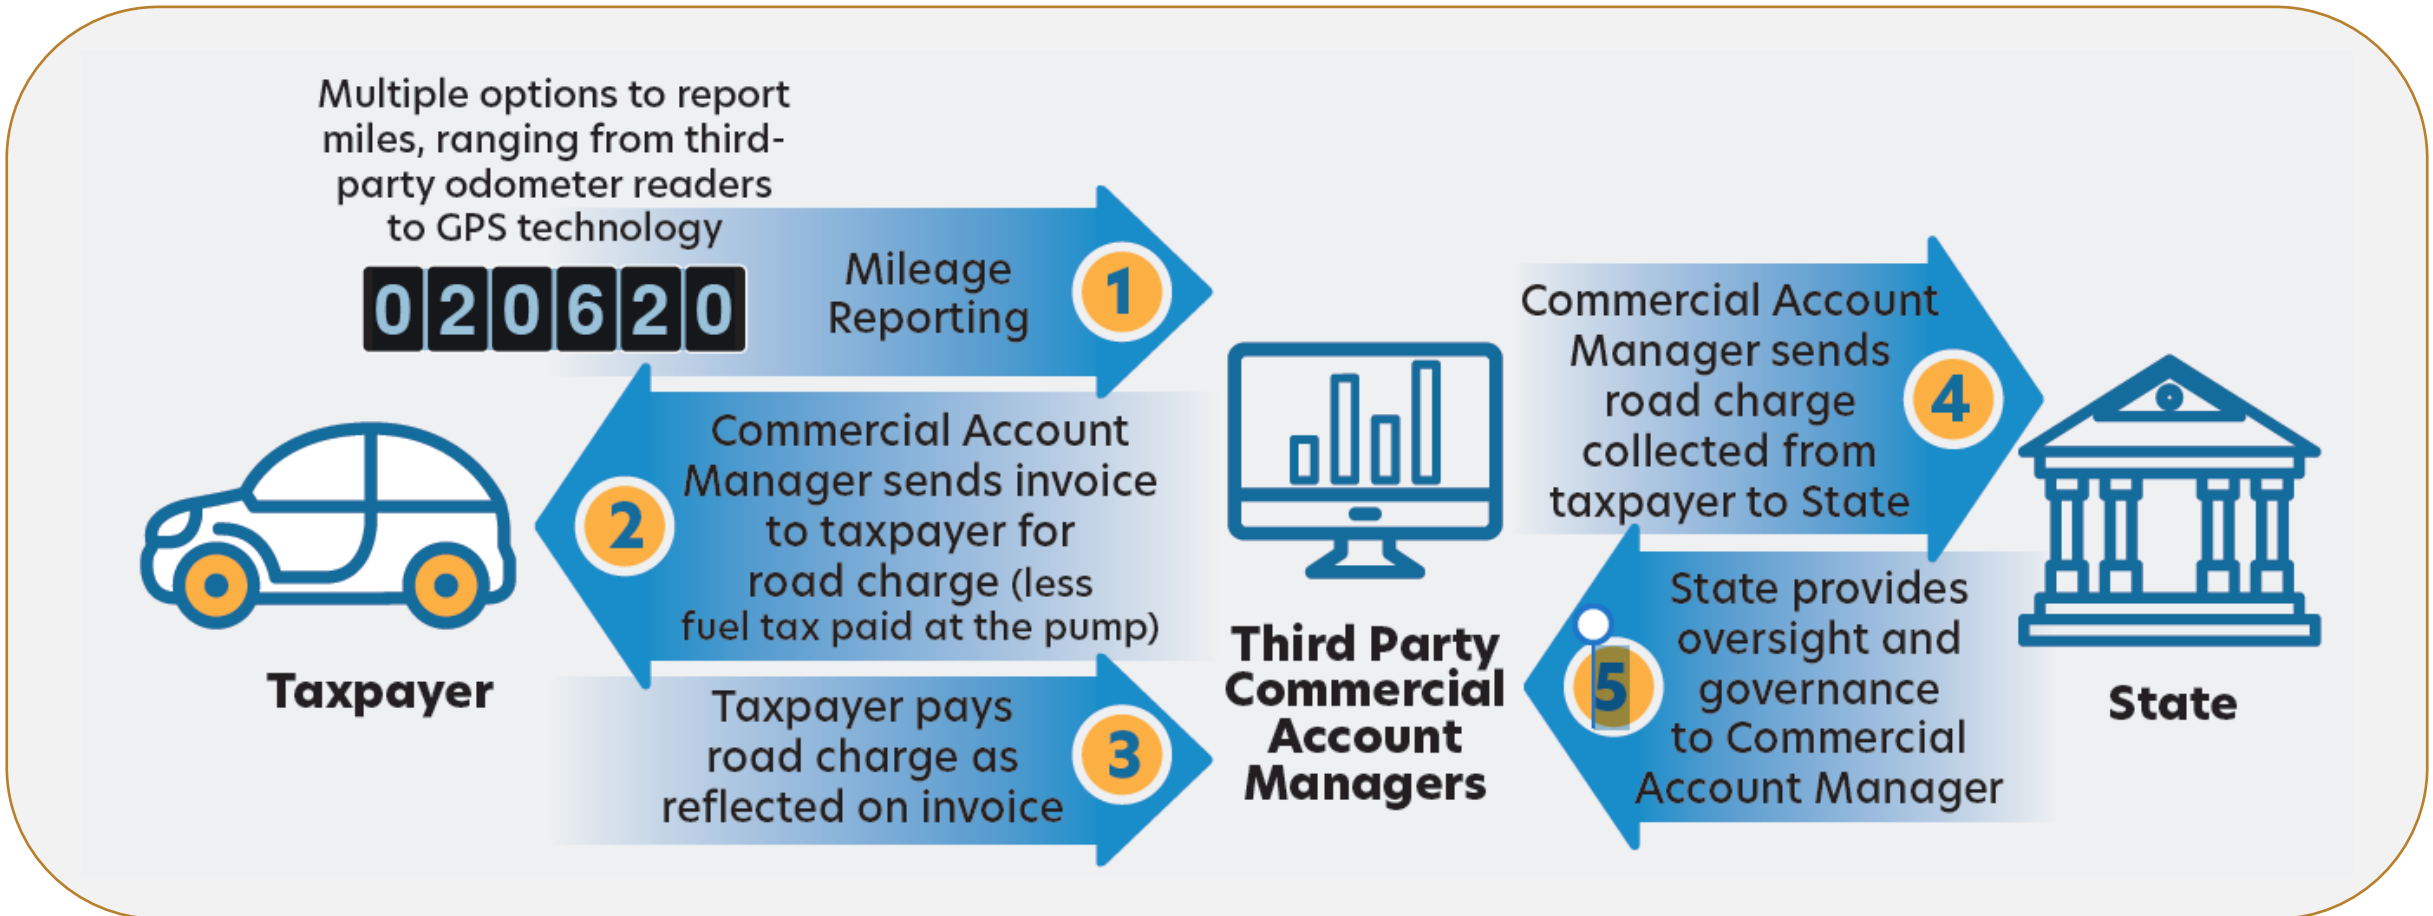 Multiple options to report
miles, ranging from third-
party odometer readers
to GPS technology
020620
Mileage
Reporting
1
Commercial Account
Manager sends invoice
to taxpayer for
road charge (less
fuel tax paid at the pump)
2
Taxpayer pays
road charge as
reflected on invoice
3
Taxpayer
Third Party
Commercial
Account
Managers
Commercial Account
Manager sends
road charge
collected from
taxpayer to State
4
State provides
oversight and
governance
to Commercial
Account Manager
5
State